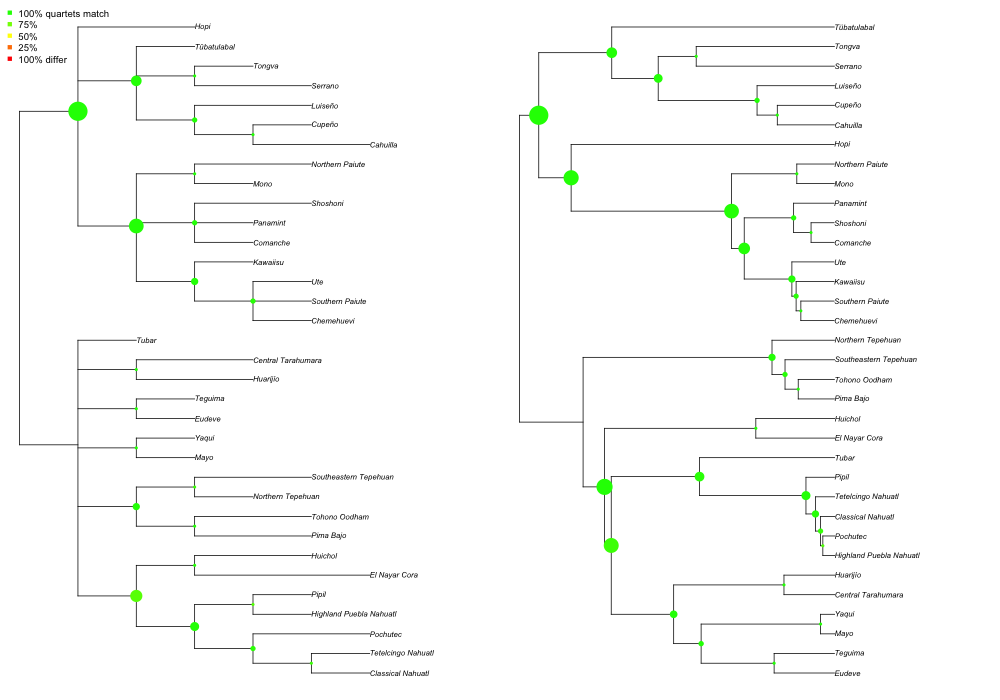 100% quartets match
75%
50%
25%
100% differ
Hopi
Tübatulabal
Tongva
Serrano
Luiseño
Cupeño
Cahuilla
Northern Paiute
Mono
Shoshoni
Panamint
Comanche
Kawaiisu
Ute
Southern Paiute
Chemehuevi
Tubar
Central Tarahumara
Huarijio
Teguima
Eudeve
Yaqui
Mayo
Southeastern Tepehuan
Northern Tepehuan
Tohono Oodham
Pima Bajo
Huichol
El Nayar Cora
Pipil
Highland Puebla Nahuatl
Pochutec
Tetelcingo Nahuatl
Classical Nahuatl
Tübatulabal
Tongva
Serrano
Luiseño
Cupeño
Cahuilla
Hopi
Northern Paiute
Mono
Panamint
Shoshoni
Comanche
Ute
Kawaiisu
Southern Paiute
Chemehuevi
Northern Tepehuan
Southeastern Tepehuan
Tohono Oodham
Pima Bajo
Huichol
El Nayar Cora
Tubar
Pipil
Tetelcingo Nahuatl
Classical Nahuatl
Pochutec
Highland Puebla Nahuatl
Huarijio
Central Tarahumara
Yaqui
Mayo
Teguima
Eudeve